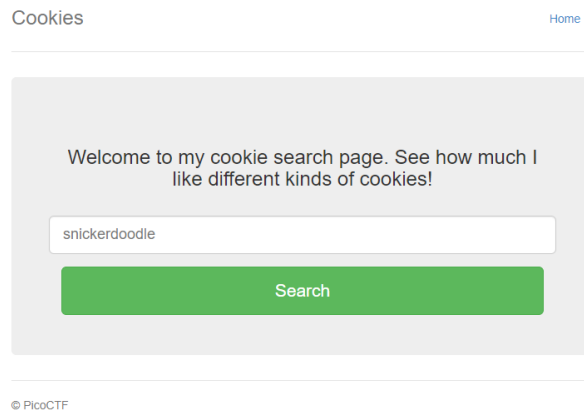 Cookies
Home
Welcome to my cookie search page. See how much I
like different kinds of cookies!
snickerdoodle
Search
© PicoCTF